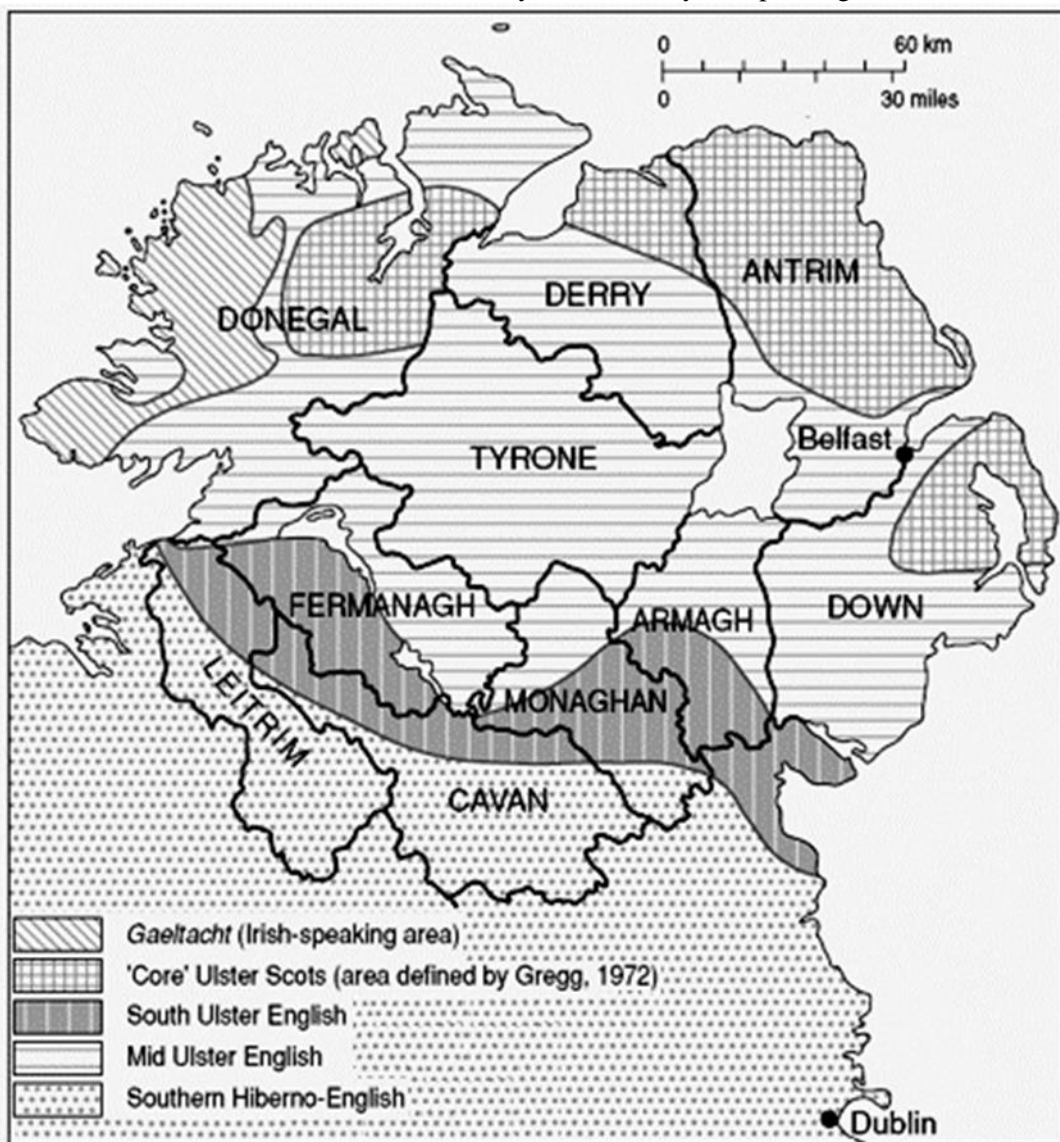 0 60 km
0 30 miles
ANTRIM
DERRY
DONEGAL
Belfast
TYRONE
FERMANAGH
ARMAGH
DOWN
LEITRIM
MONAGHAN
CAVAN
Gaeltacht (Irish-speaking area)
'Core' Ulster Scots (area defined by Gregg, 1972)
South Ulster English
Mid Ulster English
Southern Hiberno-English
Dublin